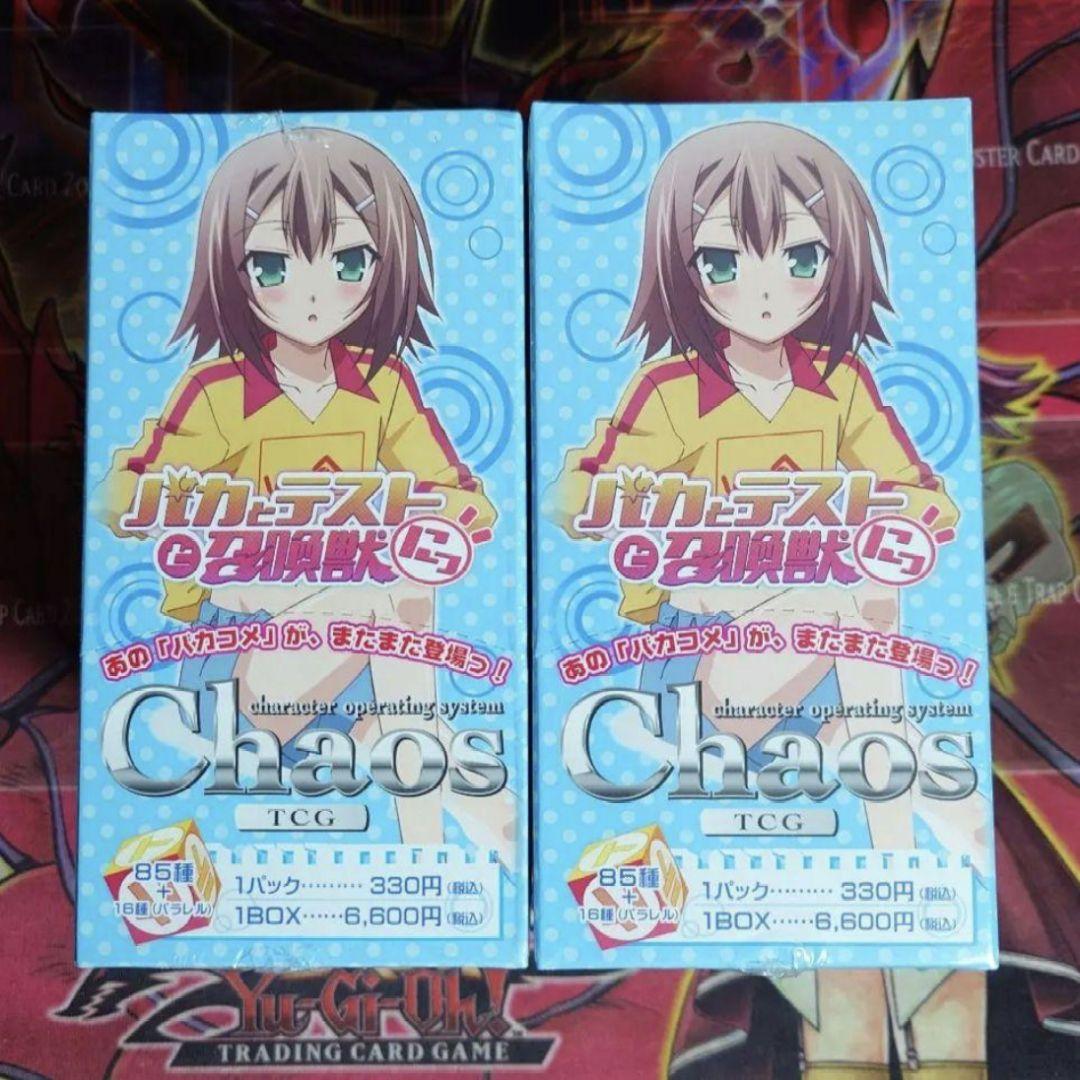 CARD ZO
STER CARD
バカとテスト
と召喚獣 にっ
あの「バカコメ」が、またまた登場っ!
character operating system
Chaos
TCG
85種
+
16種(パラレル)
1パック……… 330円(税込)
1BOX……6,600円(税込)
バカとテスト
と召喚獣 にっ
あの「バカコメ」が、またまた登場っ!
character operating system
Chaos
TCG
85種
+
16種(パラレル)
1パック……… 330円(税込)
1BOX……6,600円(税込)
P CARD
& TRAP C
Yu-Gi-Oh!
TRADING CARD GAME